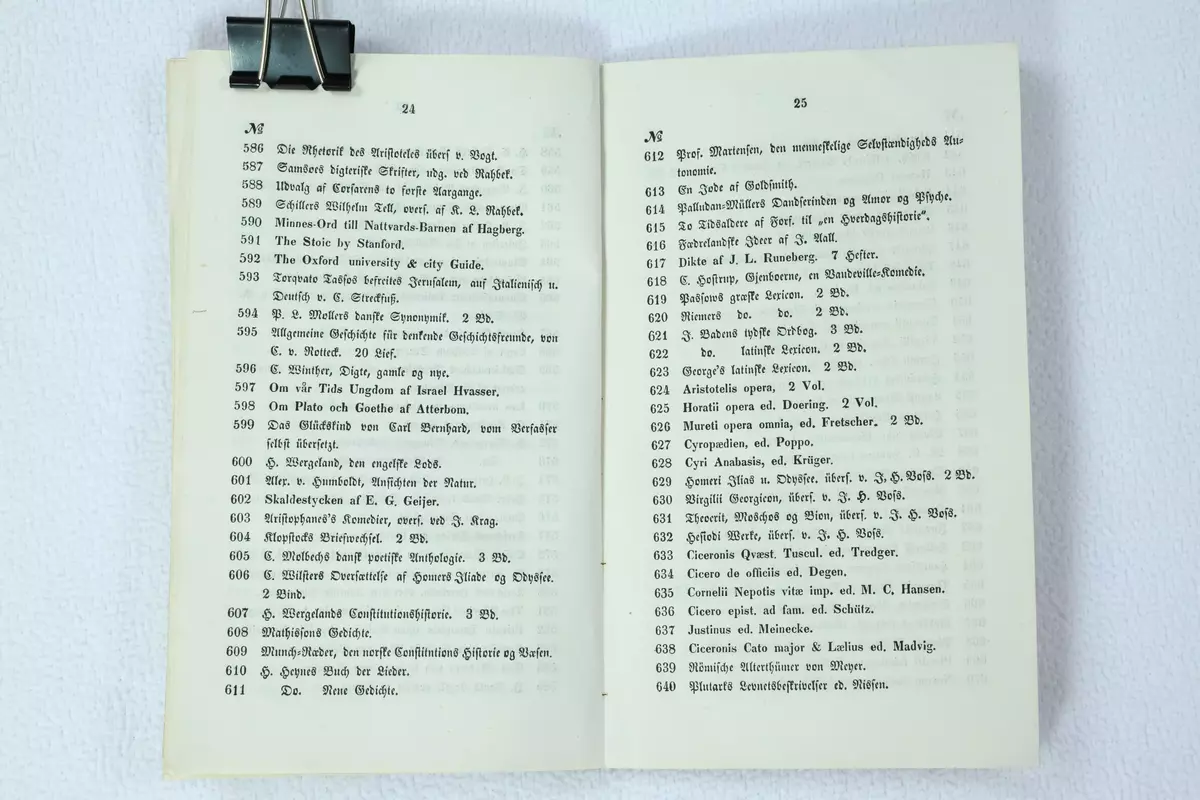 24
№
586 Die Rhetorik des Aristoteles übers v. Vogt.
587 Samsoes digteriske Skrifter, udg. ved Rahbek.
588 Udvalg af Corsarens to forste Aargange.
589 Schillers Wilhelm Tell, overs. af K. L. Rahbek.
590 Minnes-Ord till Nattvards-Barnen af Hagberg.
591 The Stoic by Stanford.
592 The Oxford university & city Guide.
593 Torqvato Tassos befreites Jerusalem, auf Italienisch u.
Deutsch v. C. Streckfuß.
594 P. L. Mollers danske Synonymik. 2 Bd.
595 Allgemeine Geschichte für denkende Geschichtsfreunde, von
C. v. Rotteck. 20 Lief.
596 C. Winther, Digte, gamle og nye.
597 Om vår Tids Ungdom af Israel Hvasser.
598 Om Plato och Goethe af Atterbom.
599 Das Glückskind von Carl Bernhard, vom Verfasser
selbst übersetzt.
600 H. Wergeland, den engelske Lods.
601 Alex. v. Humboldt, Ansichten der Natur.
602 Skaldestycken af E. G. Geijer.
603 Aristophanes's Komedier, overs. ved J. Krag.
604 Klopstocks Briefwechsel. 2 Bd.
605 C. Molbechs dansk poetiske Anthologie. 3 Bd.
606 C. Wilsters Oversættelse af Homers Iliade og Odyssee.
2 Bind.
607 H. Wergelands Constitutionshistorie. 3 Bd.
608 Mathissons Gedichte.
609 Munch-Ræder, den norske Constitntions Historie og Væsen.
610 H. Heynes Buch der Lieder.
611 Do. Neue Gedichte.
25
№
612 Prof. Martensen, den menneskelige Selvstændigheds Au-
tonomie.
613 En Jode af Goldsmith.
614 Palludan-Müllers Dandserinden og Amor og Psyche.
615 To Tidsaldere af Forf. til „en Hverdagshistorie".
616 Fædrelandske Ideer af J. Aall.
617 Dikte af J. L. Runeberg. 7 Hefter.
618 C. Hostrup, Gjenboerne, en Vaudeville-Komedie.
619 Passows græske Lexicon. 2 Bd.
620 Riemers do. do. 2 Bd.
621 J. Badens tydske Ordbog. 3 Bd.
622 do. latinske Lexicon. 2 Bd.
623 George's latinske Lexicon. 2 Bd.
624 Aristotelis opera, 2 Vol.
625 Horatii opera ed. Doering. 2 Vol.
626 Mureti opera omnia, ed. Fretscher. 2 Bd.
627 Cyropædien, ed. Poppo.
628 Cyri Anabasis, ed. Krüger.
629 Homeri Ilias u. Odyssee. übers. v. J. H. Voss. 2 Bd.
630 Virgilii Georgicon, übers. v. J. H. Voss.
631 Theocrit, Moschos og Bion, übers. v. J. H. Voss.
632 Hesiodi Werke, übers. v. J. H. Voss.
633 Ciceronis Qvæst. Tuscul. ed. Tredger.
634 Cicero de officiis ed. Degen.
635 Cornelii Nepotis vitæ imp. ed. M. C. Hansen.
636 Cicero epist. ad fam. ed. Schütz.
637 Justinus ed. Meinecke.
638 Ciceronis Cato major & Lælius ed. Madvig.
639 Römische Alterthümer von Meyer.
640 Plutarks Levnetsbeskrivelser ed. Nissen.